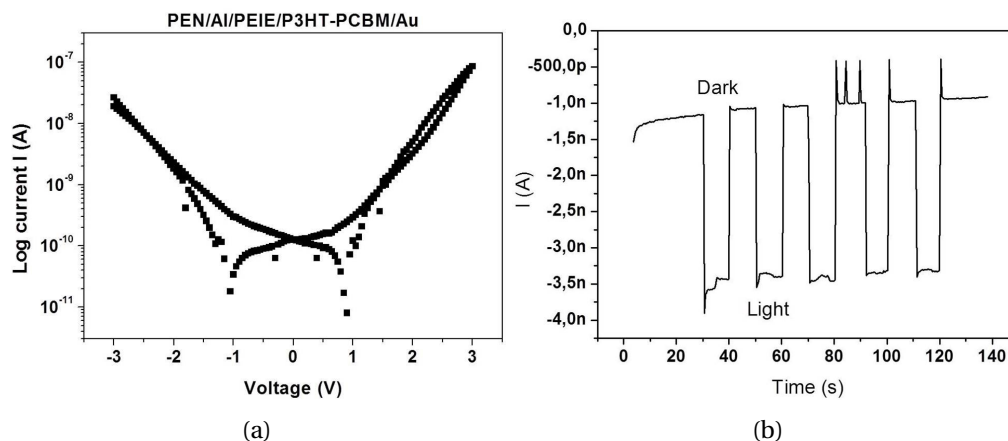 PEN/Al/PEIE/P3HT-PCBM/Au
Log current I (A)
10⁻⁷
10⁻⁸
10⁻⁹
10⁻¹⁰
10⁻¹¹
-3 -2 -1 0 1 2 3
Voltage (V)
(a)
I (A)
0,0
-500,0p
-1,0n
-1,5n
-2,0n
-2,5n
-3,0n
-3,5n
-4,0n
Dark
Light
0 20 40 60 80 100 120 140
Time (s)
(b)